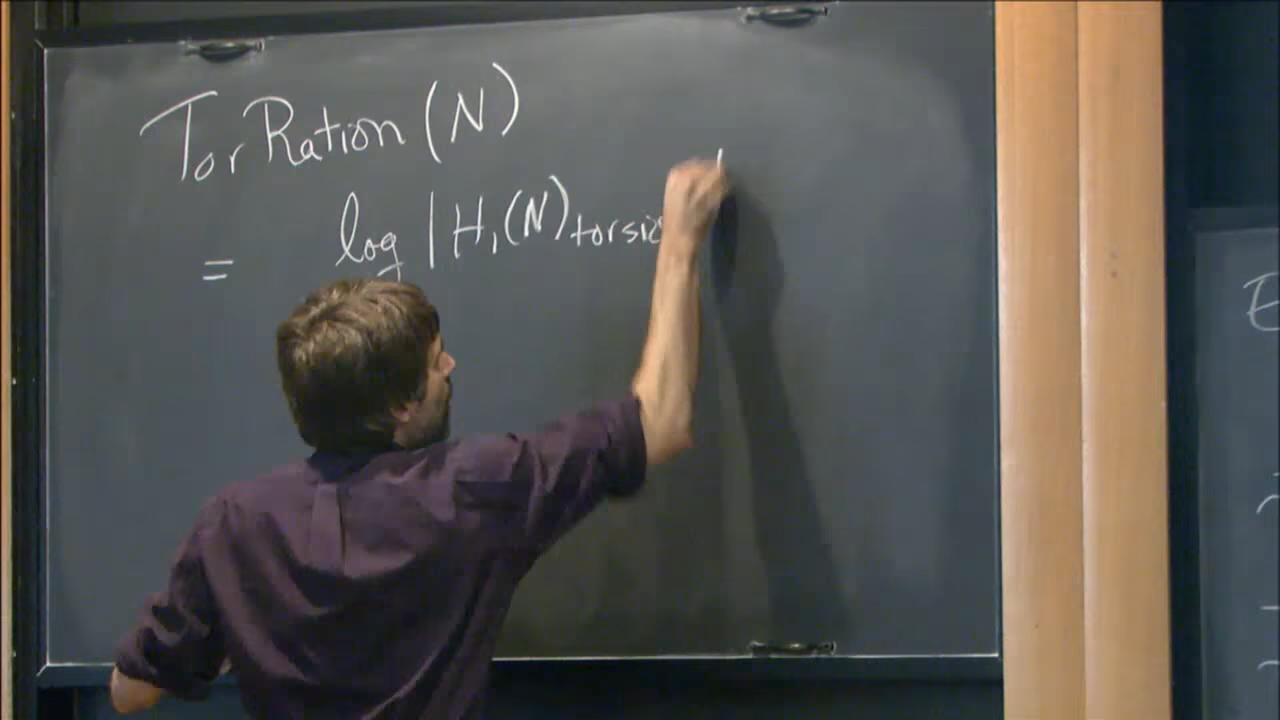 TorRation (N)
log |H₁(N)torsio
=
E